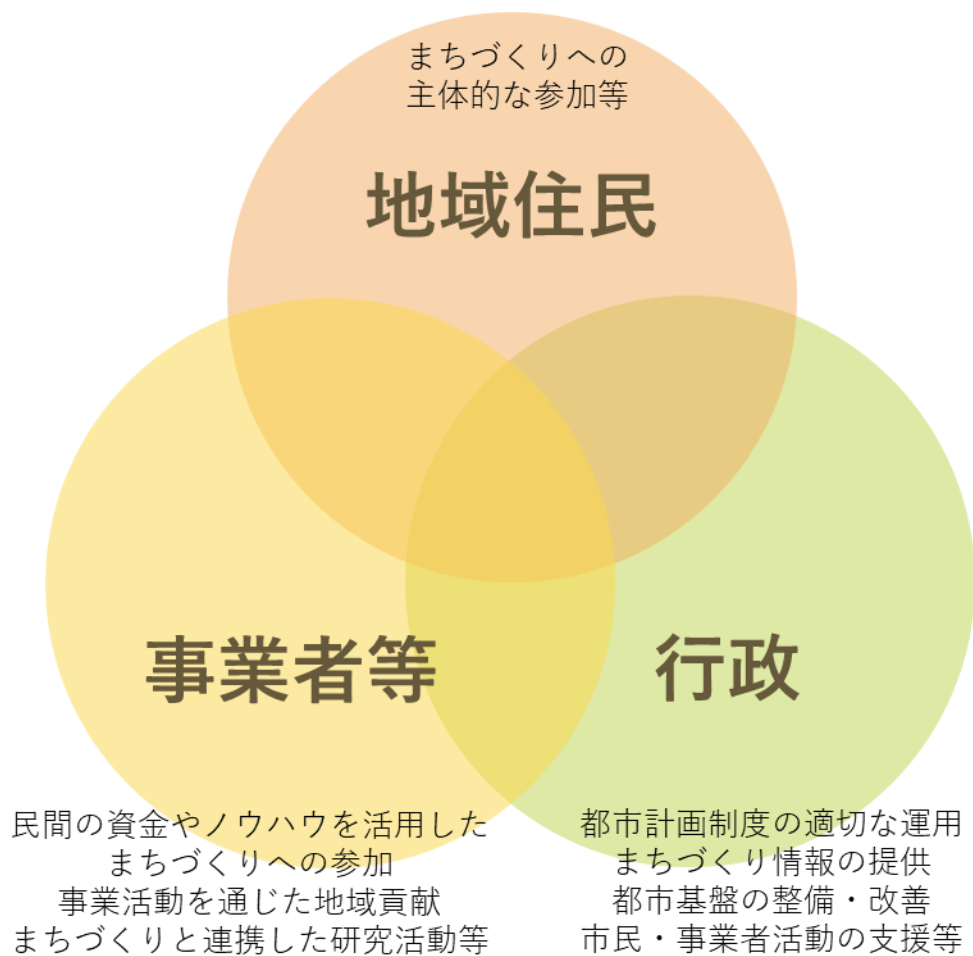 まちづくりへの
主体的な参加等
地域住民
事業者等
行政
民間の資金やノウハウを活用した
まちづくりへの参加
事業活動を通じた地域貢献
まちづくりと連携した研究活動等
都市計画制度の適切な運用
まちづくり情報の提供
都市基盤の整備・改善
市民・事業者活動の支援等